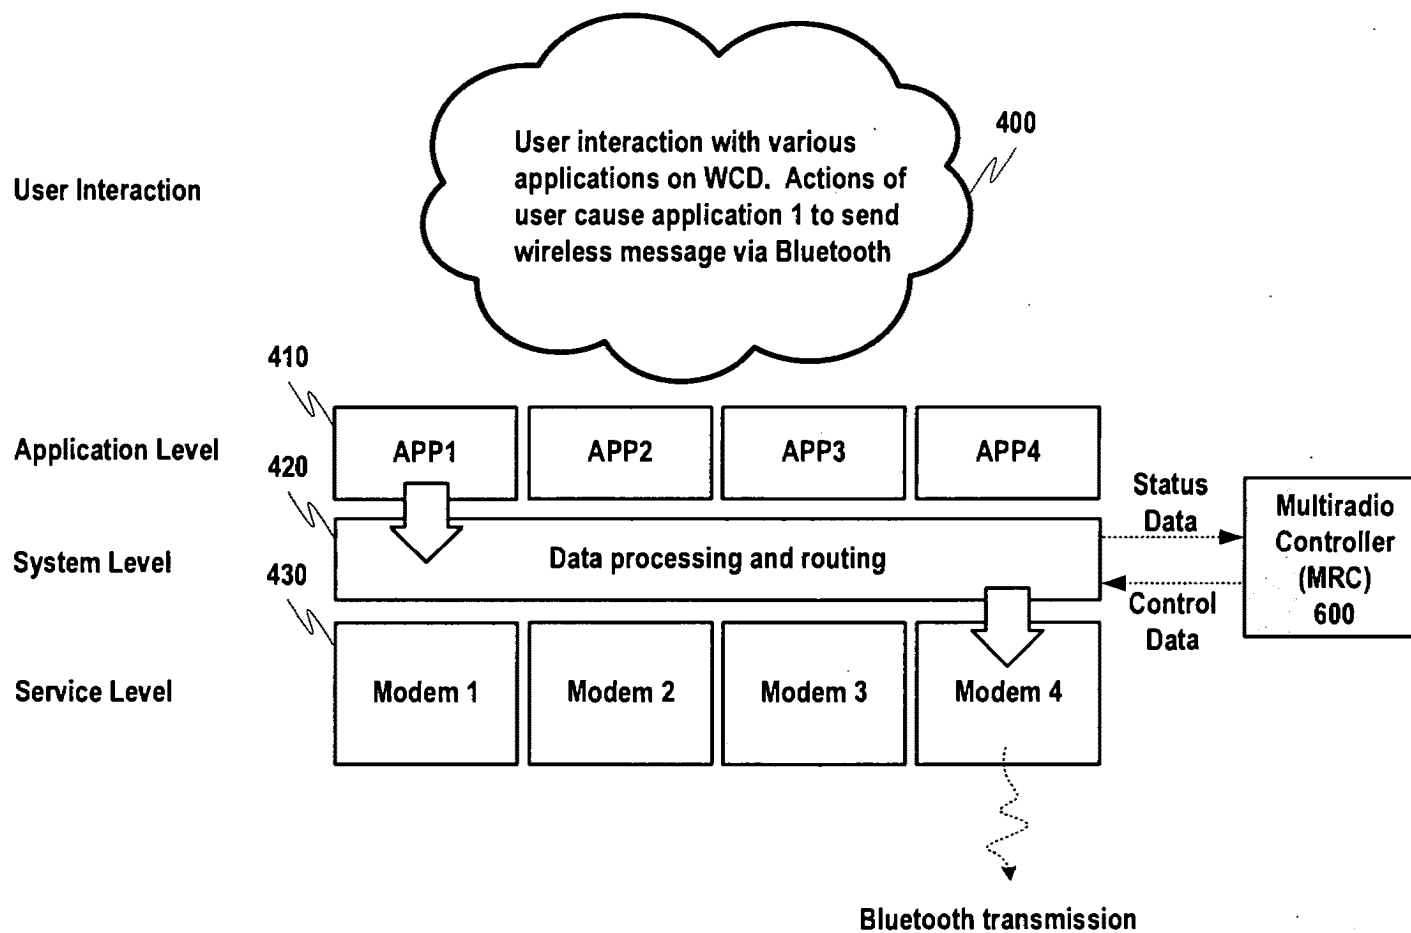 User interaction with various
applications on WCD. Actions of
user cause application 1 to send
wireless message via Bluetooth
400
User Interaction
410
Application Level
APP1
APP2
APP3
APP4
420
Status
Data
Multiradio
Controller
(MRC)
600
System Level
Data processing and routing
430
Control
Data
Service Level
Modem 1
Modem 2
Modem 3
Modem 4
Bluetooth transmission